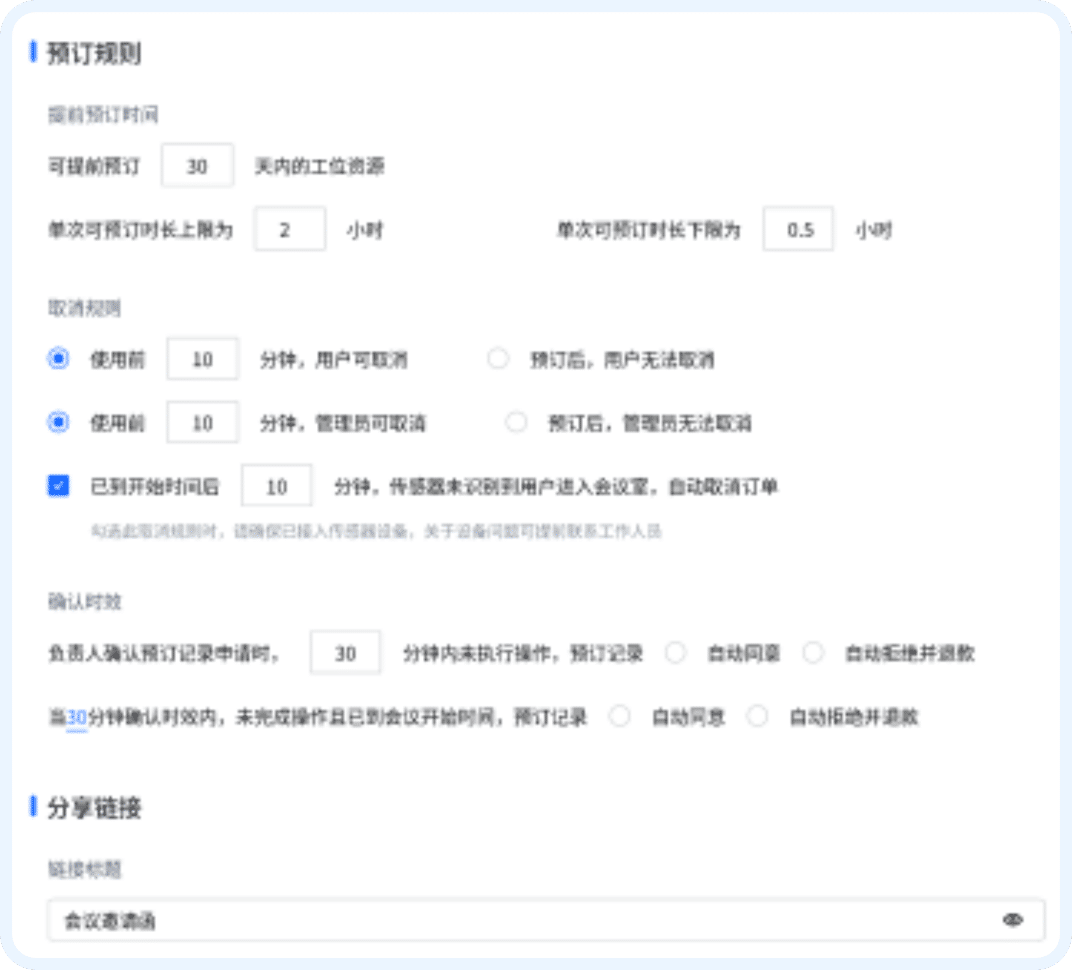 预订规则
提前预订时间
可提前预订 30 天内的工位资源
单次可预订时长上限为 2 小时 单次可预订时长下限为 0.5 小时
取消规则
使用前 10 分钟，用户可取消 预订后，用户无法取消
使用前 10 分钟，管理员可取消 预订后，管理员无法取消
已到开始时间后 10 分钟，传感器未识别到用户进入会议室，自动取消订单
勾选此取消规则时，请确保已接入传感器设备，关于设备问题可提前联系工作人员
确认时效
负责人确认预订记录申请时， 30 分钟内未执行操作，预订记录 自动同意 自动拒绝并退款
当30分钟确认时效内，未完成操作且已到会议开始时间，预订记录 自动同意 自动拒绝并退款
分享链接
链接标题
会议邀请函